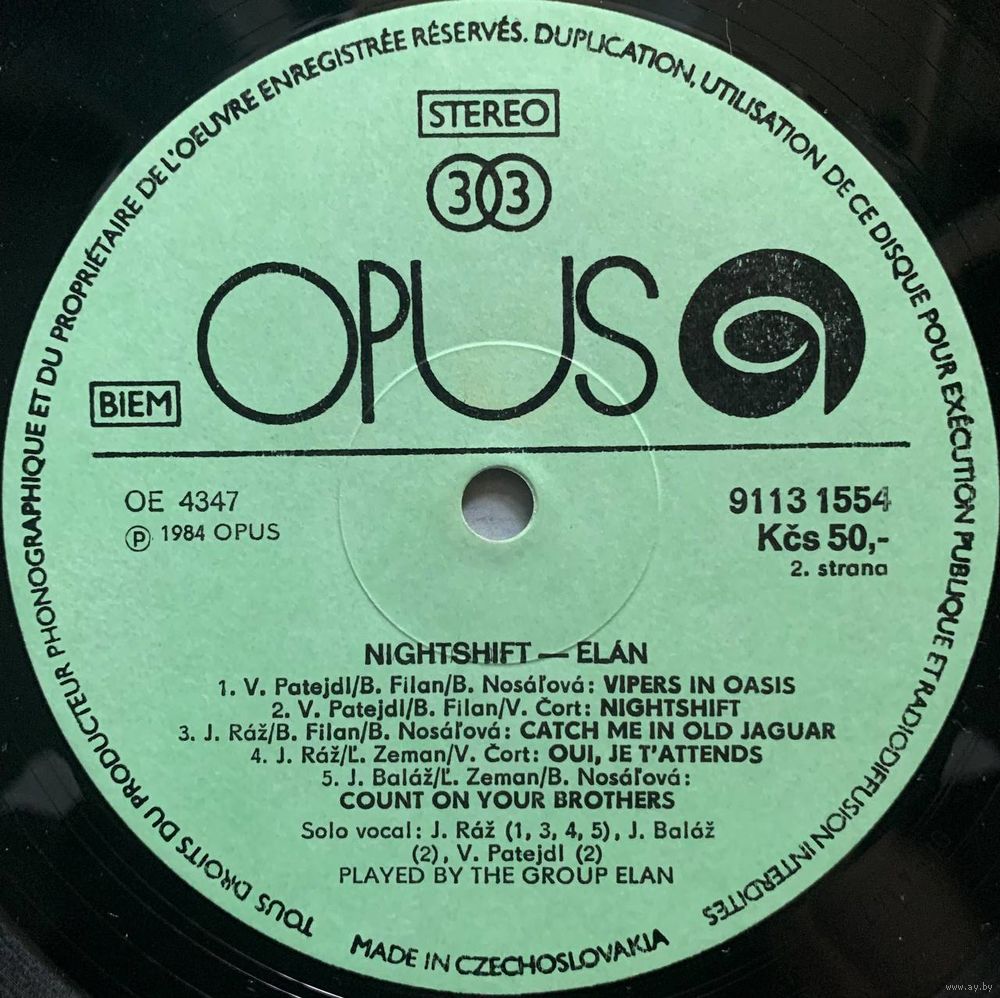 TOUS DROITS DU PRODUCTEUR PHONOGRAPHIQUE ET DU PROPRIÉTAIRE DE L'OEUVRE ENREGISTRÉE RÉSERVÉS. DUPLICATION, UTILISATION DE CE DISQUE POUR EXÉCUTION PUBLIQUE ET RADIODIFFUSION INTERDITES
STEREO
33
OPUS
BIEM
OE 4347
℗ 1984 OPUS
9113 1554
Kčs 50,-
2. strana
NIGHTSHIFT — ELÁN
1. V. Patejdl/B. Filan/B. Nosáľová: VIPERS IN OASIS
2. V. Patejdl/B. Filan/V. Čort: NIGHTSHIFT
3. J. Ráž/B. Filan/B. Nosáľová: CATCH ME IN OLD JAGUAR
4. J. Ráž/Ľ. Zeman/V. Čort: OUI, JE T'ATTENDS
5. J. Baláž/Ľ. Zeman/B. Nosáľová:
COUNT ON YOUR BROTHERS
Solo vocal: J. Ráž (1, 3, 4, 5), J. Baláž
(2), V. Patejdl (2)
PLAYED BY THE GROUP ELAN
MADE IN CZECHOSLOVAKIA
www.ay.by